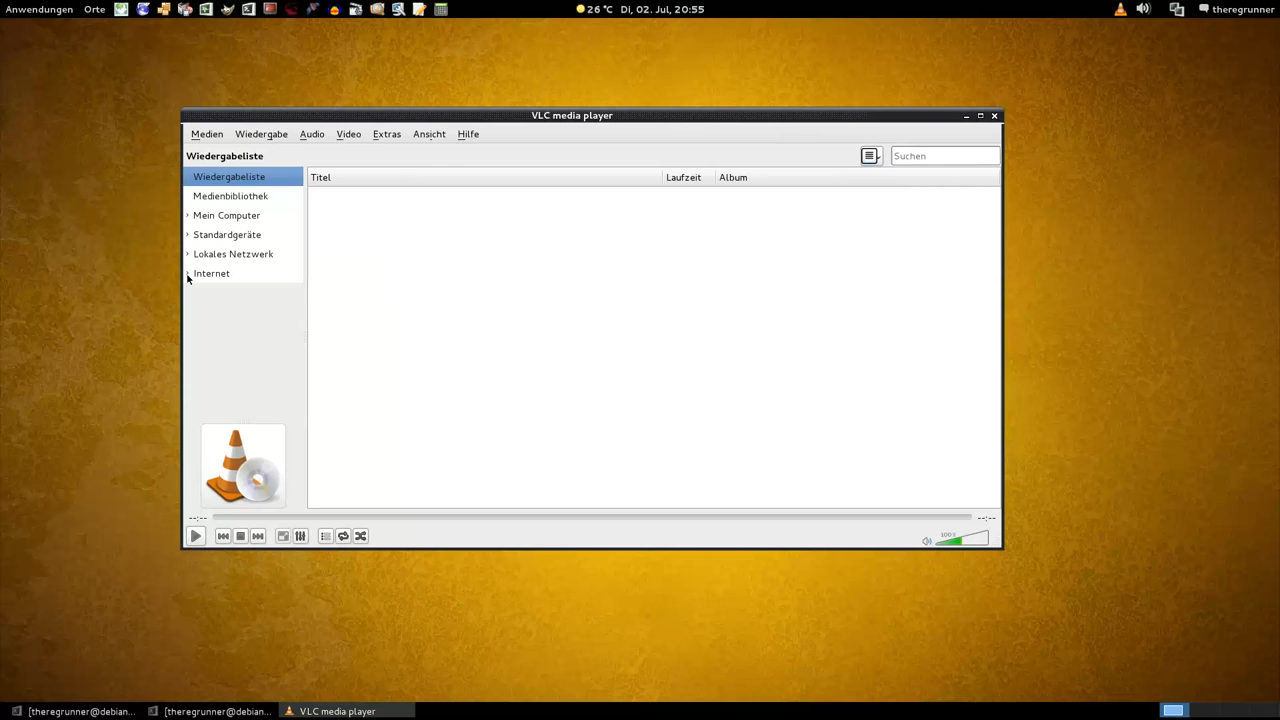 Anwendungen Orte 26 °C Di, 02. Jul, 20:55 theregrunner
VLC media player
Medien Wiedergabe Audio Video Extras Ansicht Hilfe
Wiedergabeliste Suchen
Wiedergabeliste Titel Laufzeit Album
Medienbibliothek
Mein Computer
Standardgeräte
Lokales Netzwerk
Internet
--:-- --:--
[theregrunner@debian... [theregrunner@debian... VLC media player